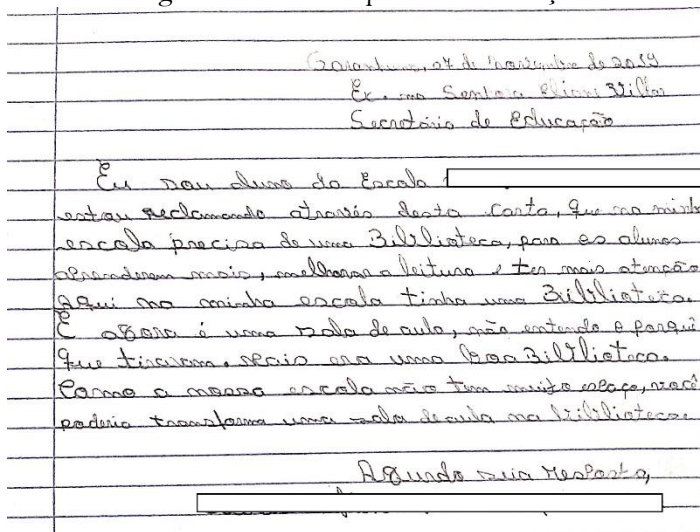 Garanhuns, 07 de novembro de 2019
Ex. ma Senhora Eliane Vilar
Secretária de Educação
Eu sou aluno da Escola
estou reclamando através desta carta, que na minha
escola precisa de uma Biblioteca, para os alunos
aprenderem mais, melhorar a leitura e ter mais atenção
aqui na minha escola tinha uma Biblioteca.
E agora é uma sala de aula, não entendo o porquê
que tiraram. Mais era uma boa Biblioteca.
Como a nossa escola não tem muito espaço, você
poderia transforma uma sala de aula na biblioteca.
Aguardo sua resposta,